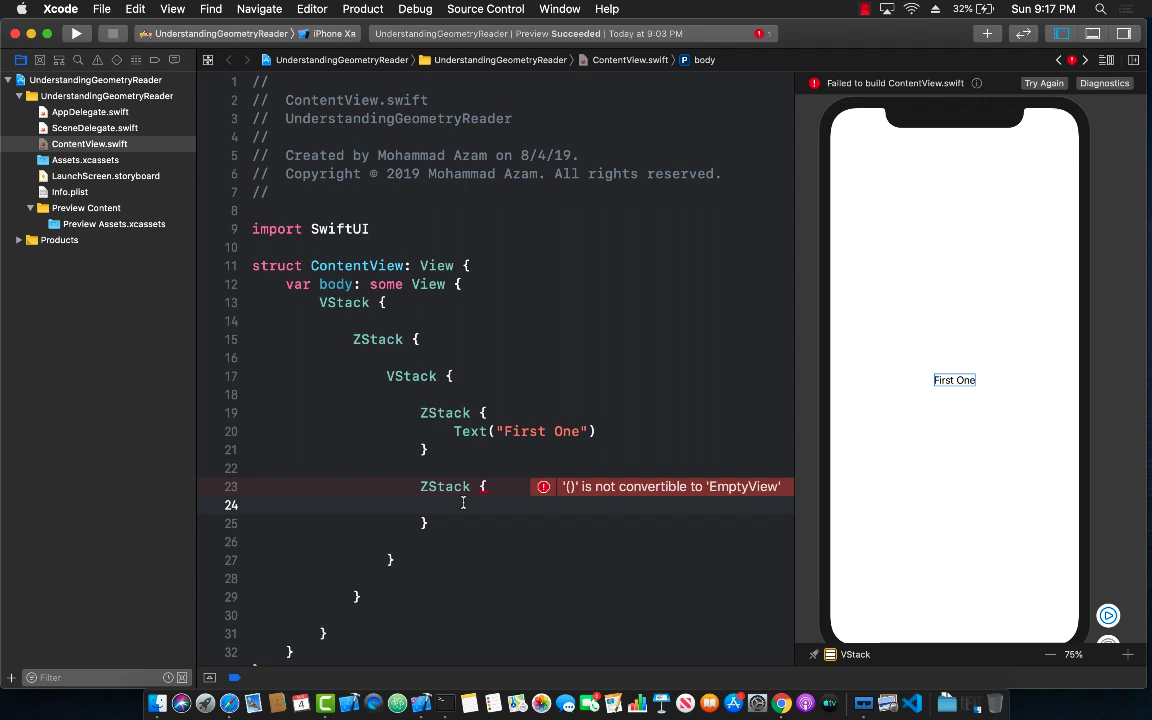 Xcode File Edit View Find Navigate Editor Product Debug Source Control Window Help 32% Sun 9:17 PM
UnderstandingGeometryReader iPhone XR UnderstandingGeometryReader | Preview Succeeded | Today at 9:03 PM 1
UnderstandingGeometryReader UnderstandingGeometryReader ContentView.swift body
UnderstandingGeometryReader
UnderstandingGeometryReader
AppDelegate.swift
SceneDelegate.swift
ContentView.swift
Assets.xcassets
LaunchScreen.storyboard
Info.plist
Preview Content
Preview Assets.xcassets
Products
Filter
1 //
2 // ContentView.swift
3 // UnderstandingGeometryReader
4 //
5 // Created by Mohammad Azam on 8/4/19.
6 // Copyright © 2019 Mohammad Azam. All rights reserved.
7 //
8
9 import SwiftUI
10
11 struct ContentView: View {
12 var body: some View {
13 VStack {
14
15 ZStack {
16
17 VStack {
18
19 ZStack {
20 Text("First One")
21 }
22
23 ZStack { '()' is not convertible to 'EmptyView'
24
25 }
26
27 }
28
29 }
30
31 }
32 }
Failed to build ContentView.swift Try Again Diagnostics
First One
VStack 75%